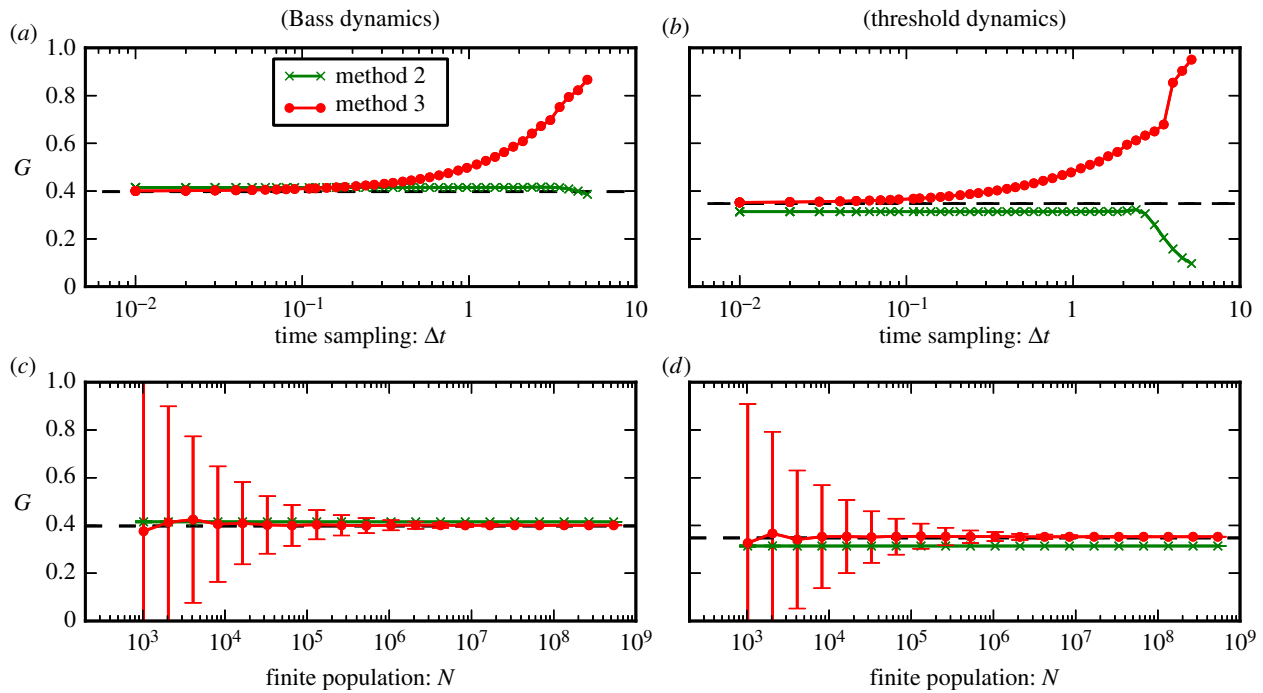 (Bass dynamics)
(threshold dynamics)
(a)
(b)
1.0
0.8
0.6
G
0.4
0.2
0
method 2
method 3
10⁻²
10⁻¹
1
10
time sampling: Δt
10⁻²
10⁻¹
1
10
time sampling: Δt
(c)
(d)
1.0
0.8
0.6
G
0.4
0.2
0
10³
10⁴
10⁵
10⁶
10⁷
10⁸
10⁹
finite population: N
10³
10⁴
10⁵
10⁶
10⁷
10⁸
10⁹
finite population: N